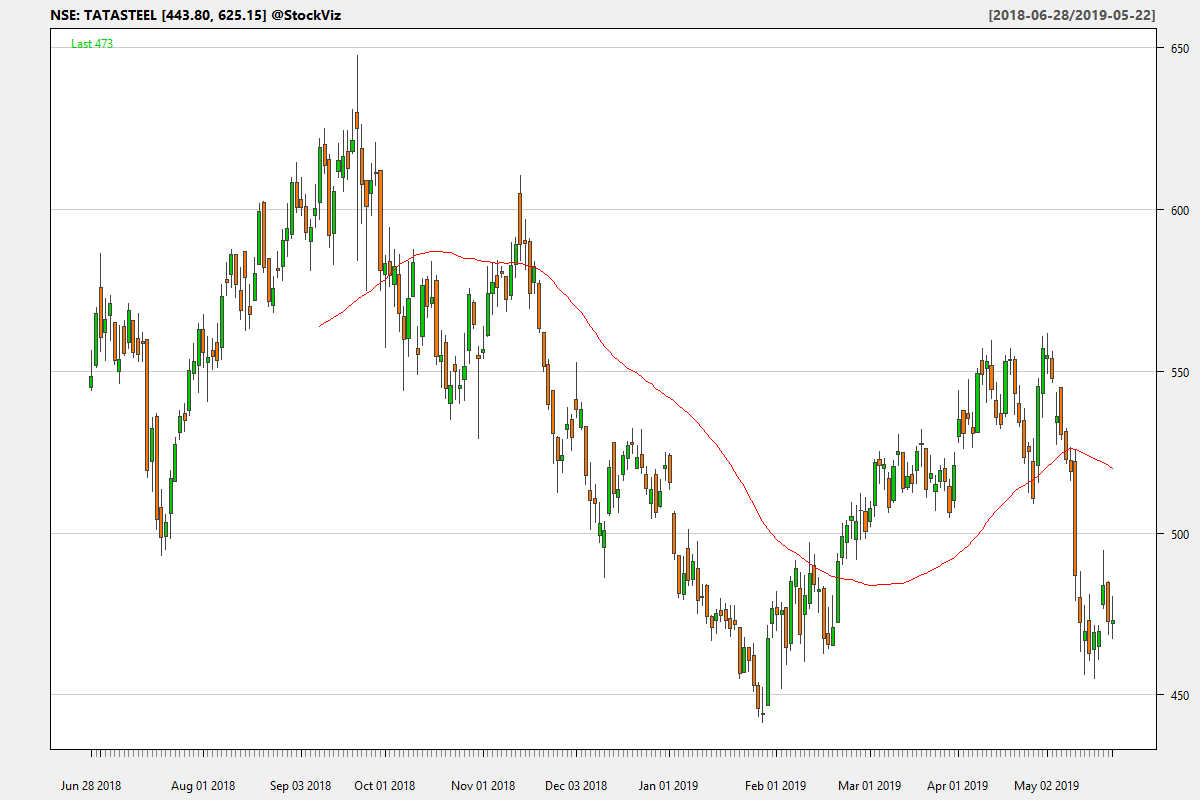 NSE: TATASTEEL [443.80, 625.15] @StockViz [2018-06-28/2019-05-22]
Last 473
650
600
550
500
450
Jun 28 2018 Aug 01 2018 Sep 03 2018 Oct 01 2018 Nov 01 2018 Dec 03 2018 Jan 01 2019 Feb 01 2019 Mar 01 2019 Apr 01 2019 May 02 2019